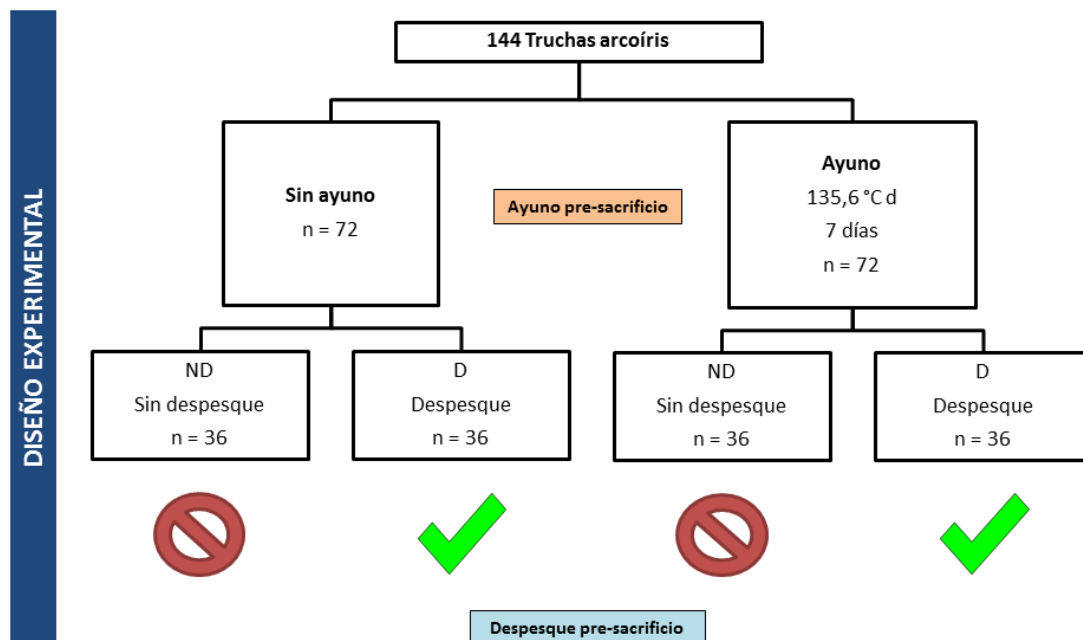 DISEÑO EXPERIMENTAL
144 Truchas arcoíris
Sin ayuno
n = 72
Ayuno pre-sacrificio
Ayuno
135,6 °C d
7 días
n = 72
ND
Sin despesque
n = 36
D
Despesque
n = 36
ND
Sin despesque
n = 36
D
Despesque
n = 36
Despesque pre-sacrificio